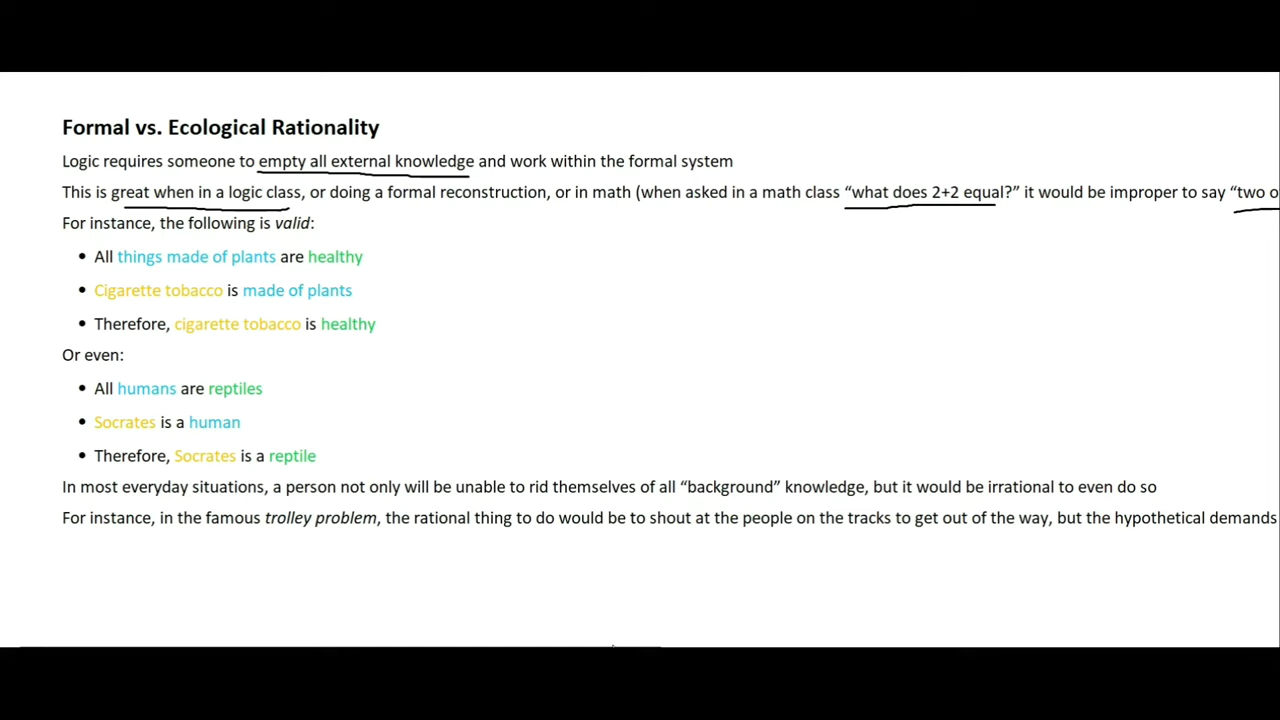 Formal vs. Ecological Rationality
Logic requires someone to empty all external knowledge and work within the formal system
This is great when in a logic class, or doing a formal reconstruction, or in math (when asked in a math class “what does 2+2 equal?” it would be improper to say “two o
For instance, the following is valid:
• All things made of plants are healthy
• Cigarette tobacco is made of plants
• Therefore, cigarette tobacco is healthy
Or even:
• All humans are reptiles
• Socrates is a human
• Therefore, Socrates is a reptile
In most everyday situations, a person not only will be unable to rid themselves of all “background” knowledge, but it would be irrational to even do so
For instance, in the famous trolley problem, the rational thing to do would be to shout at the people on the tracks to get out of the way, but the hypothetical demands